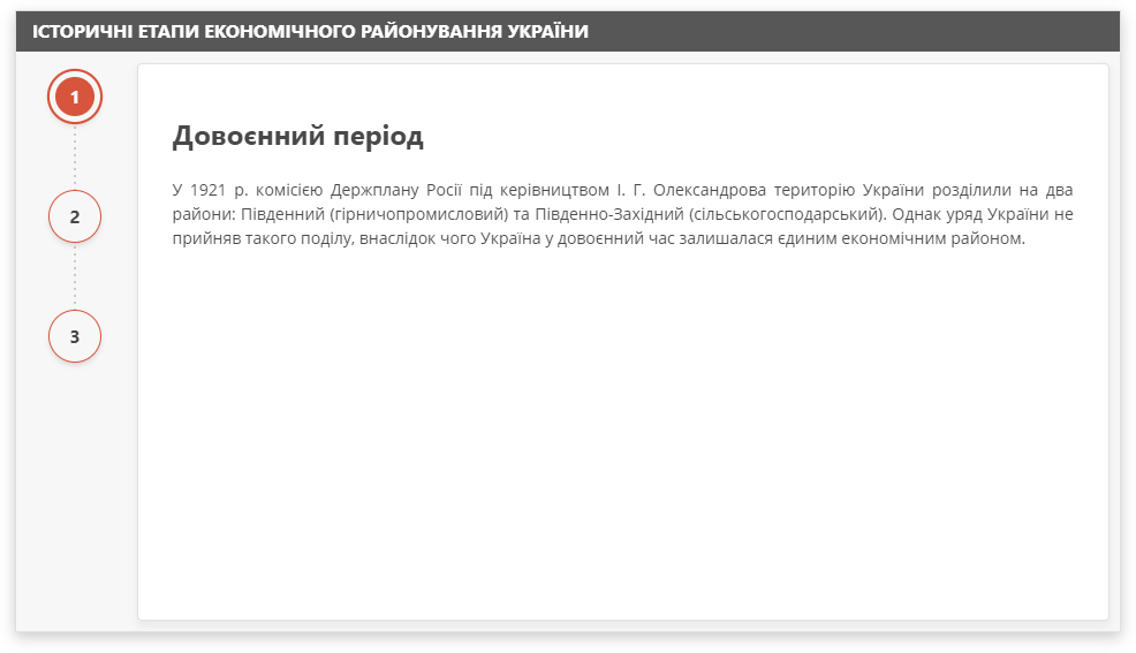 ІСТОРИЧНІ ЕТАПИ ЕКОНОМІЧНОГО РАЙОНУВАННЯ УКРАЇНИ
1
2
3
Довоєнний період
У 1921 р. комісією Держплану Росії під керівництвом І. Г. Олександрова територію України розділили на два
райони: Південний (гірничопромисловий) та Південно-Західний (сільськогосподарський). Однак уряд України не
прийняв такого поділу, внаслідок чого Україна у довоєнний час залишалася єдиним економічним районом.